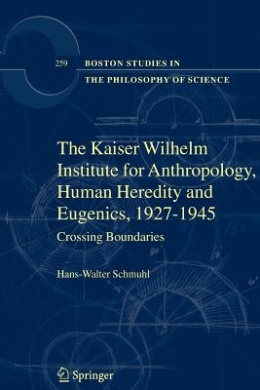 259
BOSTON STUDIES IN
THE PHILOSOPHY OF SCIENCE
The Kaiser Wilhelm
Institute for Anthropology,
Human Heredity and
Eugenics, 1927-1945
Crossing Boundaries
Hans-Walter Schmuhl
Springer